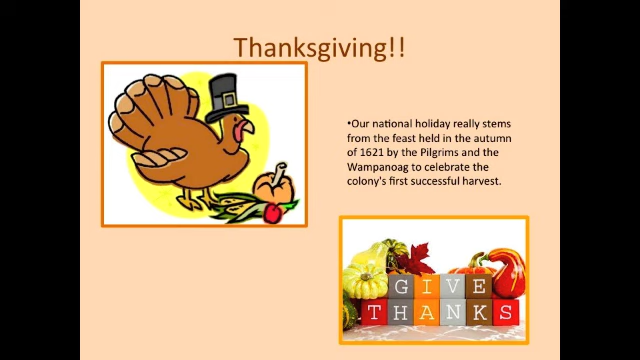 Thanksgiving!!
•Our national holiday really stems
from the feast held in the autumn
of 1621 by the Pilgrims and the
Wampanoag to celebrate the
colony's first successful harvest.
GIVE
THANKS